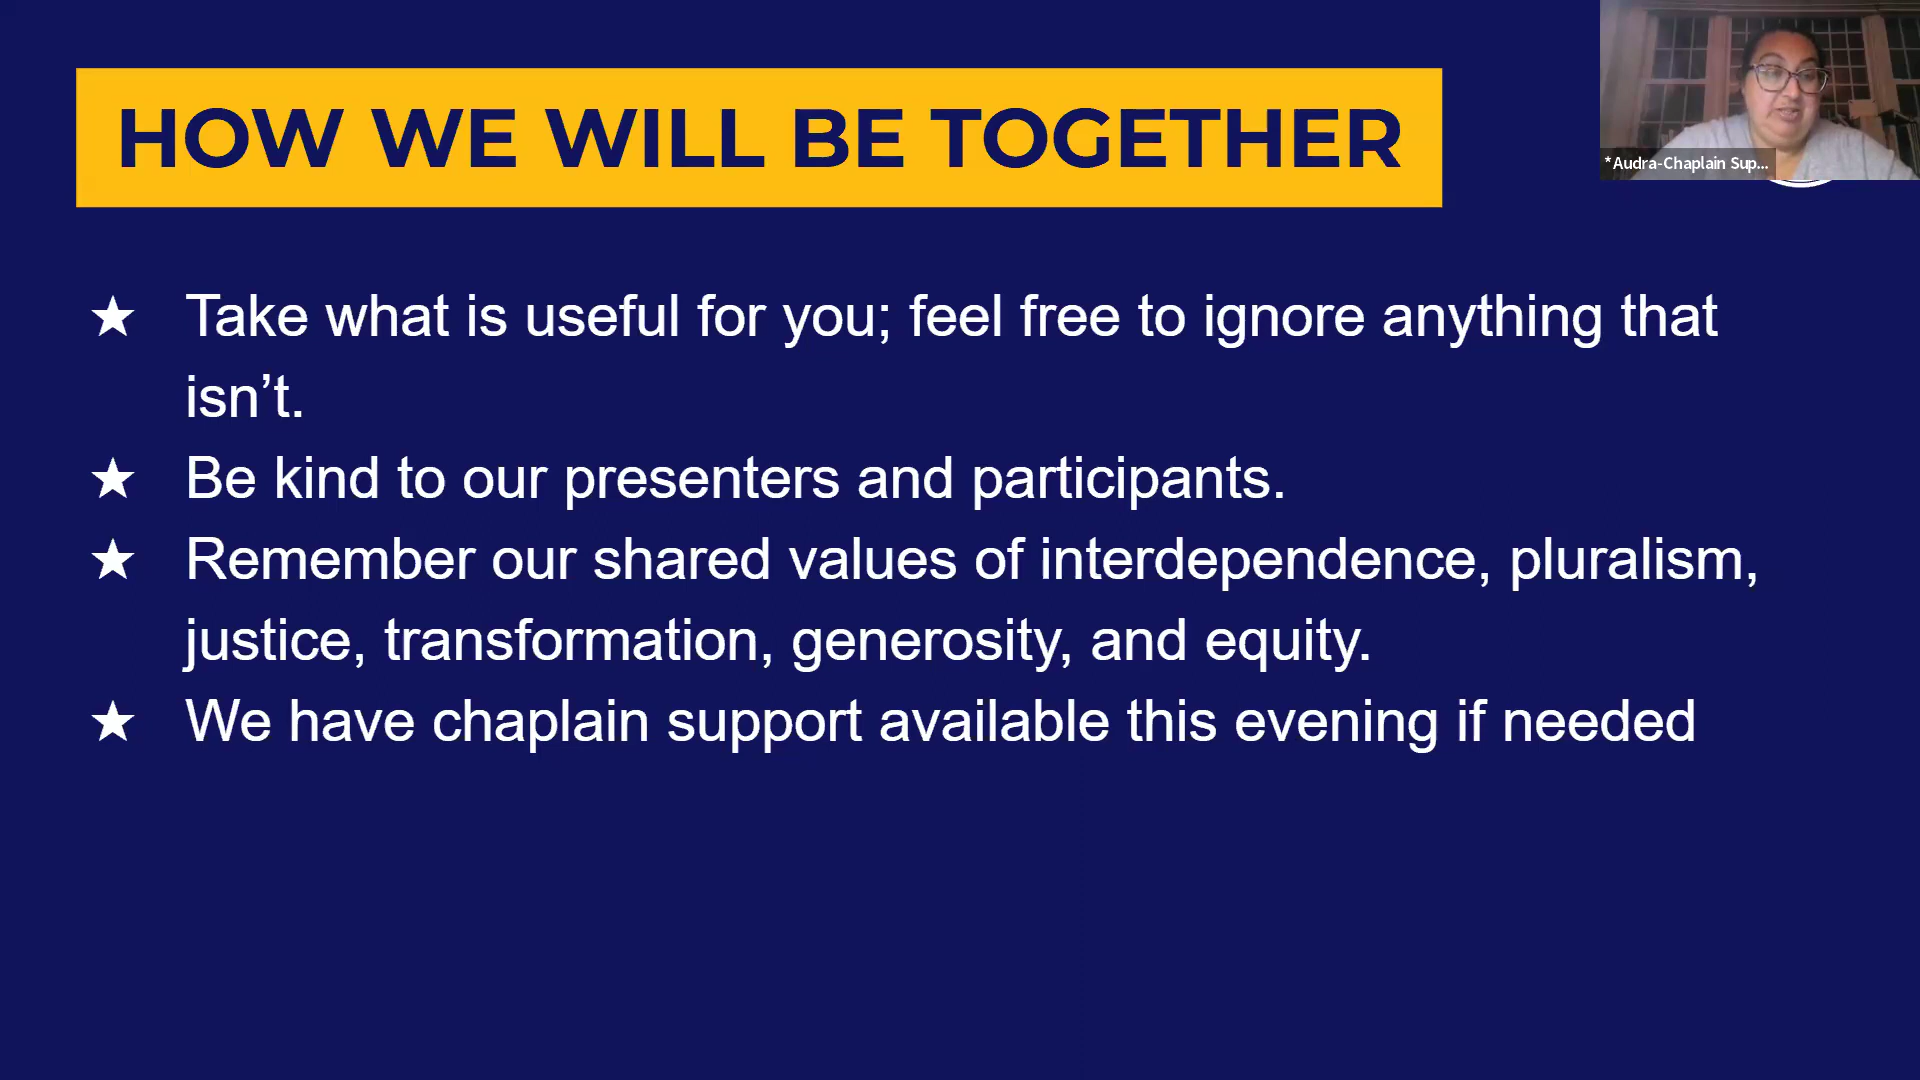 HOW WE WILL BE TOGETHER
*Audra-Chaplain Sup...
★ Take what is useful for you; feel free to ignore anything that
isn’t.
★ Be kind to our presenters and participants.
★ Remember our shared values of interdependence, pluralism,
justice, transformation, generosity, and equity.
★ We have chaplain support available this evening if needed